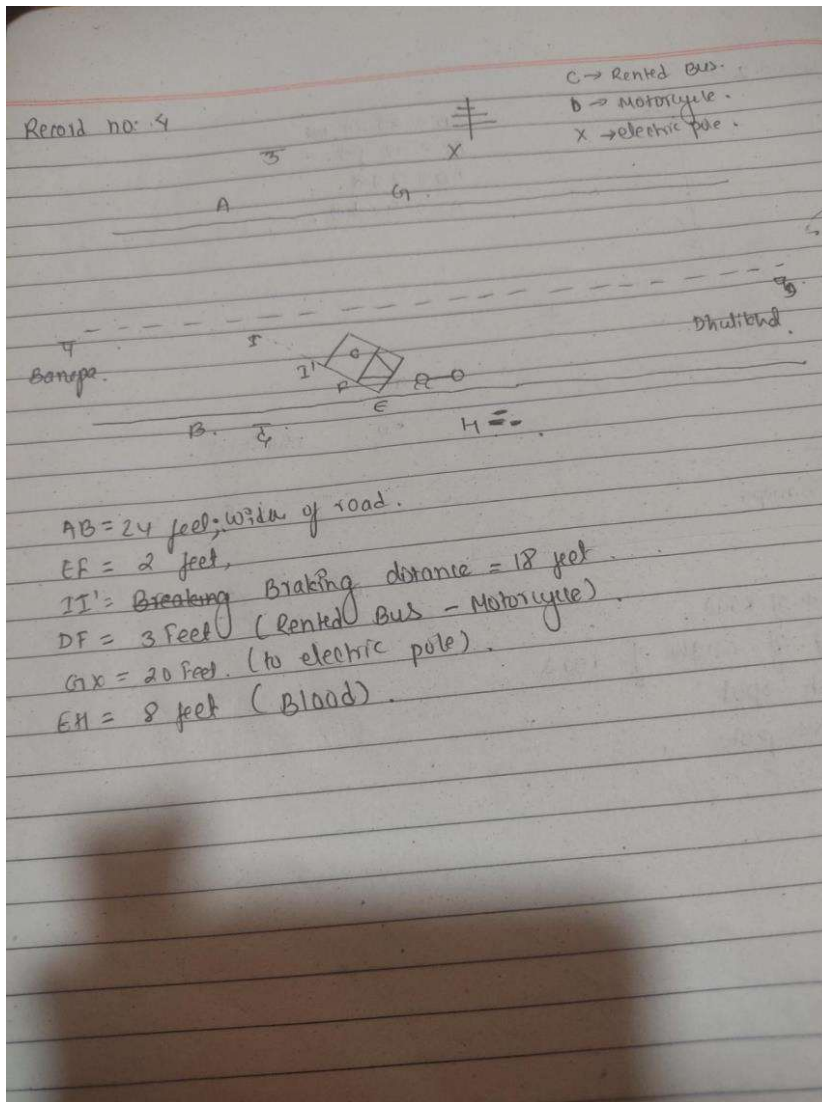 C → Rented Bus.
D → Motorcycle.
X → electric pole.
Record no: 4
3
X
A
G.
4
I
Banepa.
Dhulikhel.
I'
C
F
E
B.
H
AB = 24 feet; width of road.
EF = 2 feet,
II' = Breaking Braking distance = 18 feet.
DF = 3 Feet (Rented Bus - Motorcycle).
GX = 20 Feet. (to electric pole).
EH = 8 feet (Blood).